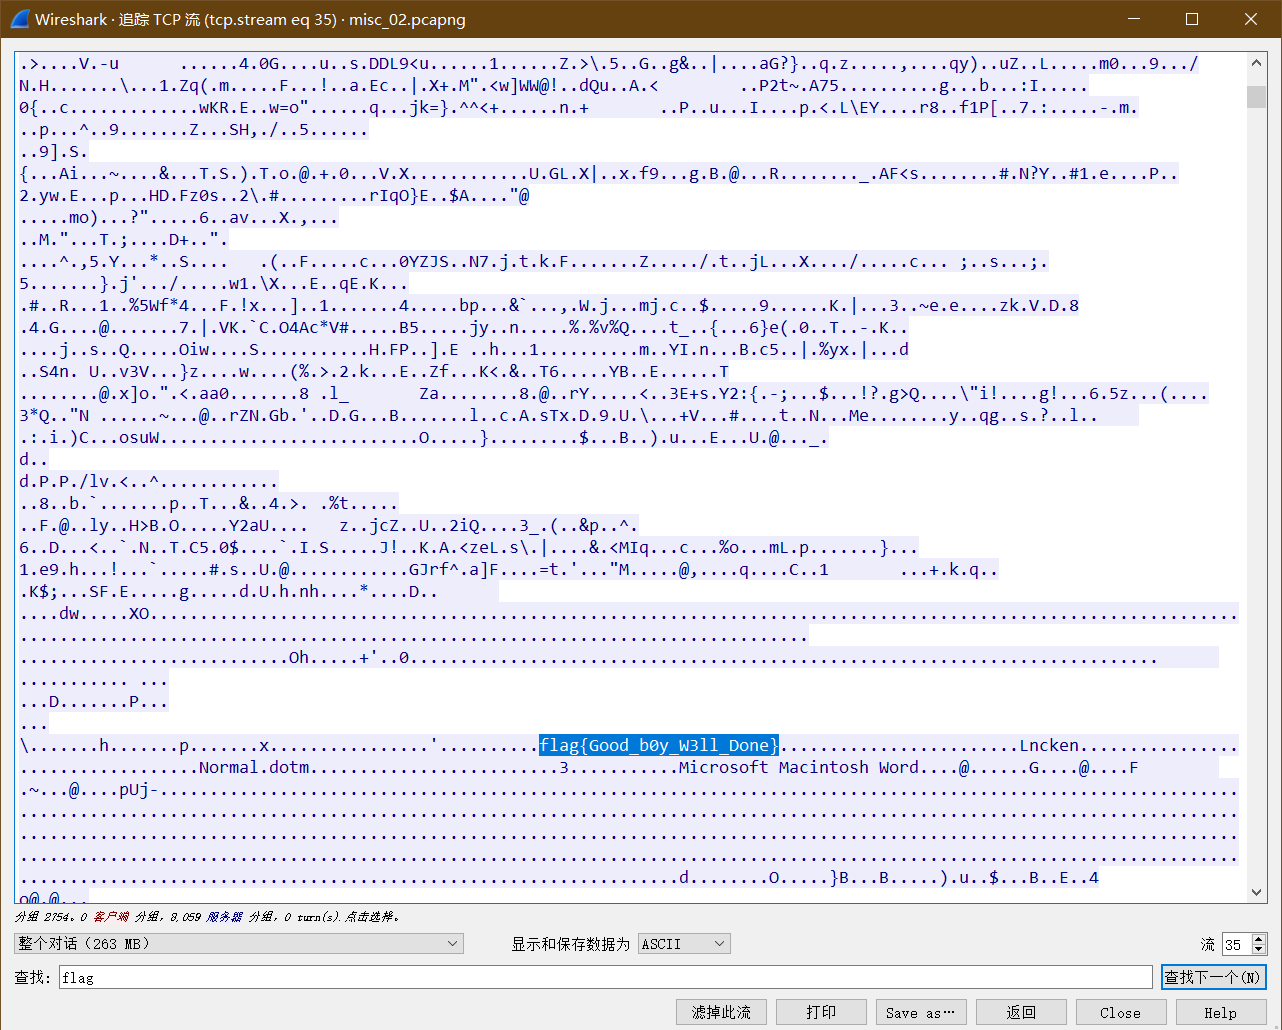 Wireshark · 追踪 TCP 流 (tcp.stream eq 35) · misc_02.pcapng
.>....V.-u      ......4.0G....u..s.DDL9<u......1......Z.>\.5..G..g&..|....aG?}..q.z.....,....qy)..uZ..L.....m0...9.../
N.H.......\...1.Zq(.m.....F...!..a.Ec..|.X+.M".<w]WW@!..dQu..A.<        ..P2t~.A75..........g...b...:I.....
0{..c.............wKR.E..w=o"......q...jk=}.^^<+......n.+       ..P..u...I....p.<.L\EY....r8..f1P[..7.:.....-.m.
..p...^..9.......Z...SH,./..5......
..9].S.
{...Ai...~....&...T.S.).T.o.@.+.0...V.X............U.GL.X|..x.f9...g.B.@...R........_.AF<s........#.N?Y..#1.e....P..
2.yw.E...p...HD.Fz0s..2\.#.........rIqO}E..$A...."@
.....mo)...?".....6..av...X.,...
..M."...T.;....D+..".
....^.,5.Y...*..S....   .(..F.....c...0YZJS..N7.j.t.k.F.......Z...../.t..jL...X..../.....c... ;..s...;.
5.......}.j'.../.....w1.\X...E..qE.K...
.#..R...1..%5Wf*4...F.!x...]..1.......4.....bp...&`...,.W.j...mj.c..$.....9......K.|...3..~e.e....zk.V.D.8
.4.G....@.......7.|.VK.`C.O4Ac*V#.....B5.....jy..n.....%.%v%Q....t_..{...6}e(.0..T..-.K..
....j..s..Q.....Oiw....S...........H.FP..].E ..h...1..........m..YI.n...B.c5..|.%yx.|...d
..S4n. U..v3V...}z....w....(%.>.2.k...E..Zf...K<.&..T6.....YB..E......T
........@.x]o.".<.aa0.......8 .l_       Za........8.@..rY.....<..3E+s.Y2:{.-;...$...!?.g>Q....\"i!....g!...6.5z...(....
3*Q.."N .......~...@..rZN.Gb.'..D.G...B.......l..c.A.sTx.D.9.U.\...+V...#....t..N...Me........y..qg..s.?..l..
.:.i.)C...osuW..........................O.....}.........$...B..).u...E...U.@..._.
d..
d.P.P./lv.<..^............
..8..b.`.......p..T...&..4.>. .%t.....
..F.@..ly..H>B.O.....Y2aU....   z..jcZ..U..2iQ....3_.(..&p..^.
6..D...<..`.N..T.C5.0$....`.I.S.....J!..K.A.<zeL.s\.|....&.<MIq...c...%o...mL.p.......}...
1.e9.h...!...`.....#.s..U.@............GJrf^.a]F....=t.'..."M.....@,....q....C..1       ...+.k.q..
.K$;...SF.E.....g.....d.U.h.nh....*....D..
....dw.....XO.............................................................................................................
...............................................................................
...........................Oh.....+'..0...........................................................................
........... ...
...D.......P...
...
\.......h.......p.......x................'..........flag{Good_b0y_W3ll_Done}........................Lncken................
..................Normal.dotm.........................3...........Microsoft Macintosh Word....@......G....@....F
.~...@....pUj-............................................................................................................
..........................................................................................................................
..........................................................................................................................
..........................................................................................................................
..................................................................d........O.....}B...B.....).u..$...B..E..4
o@.@...
分组 2754。0 客户端 分组，8,059 服务器 分组，0 turn(s).点击选择。
整个对话（263 MB）
显示和保存数据为 ASCII
流 35
查找: flag
查找下一个(N)
滤掉此流 打印 Save as… 返回 Close Help